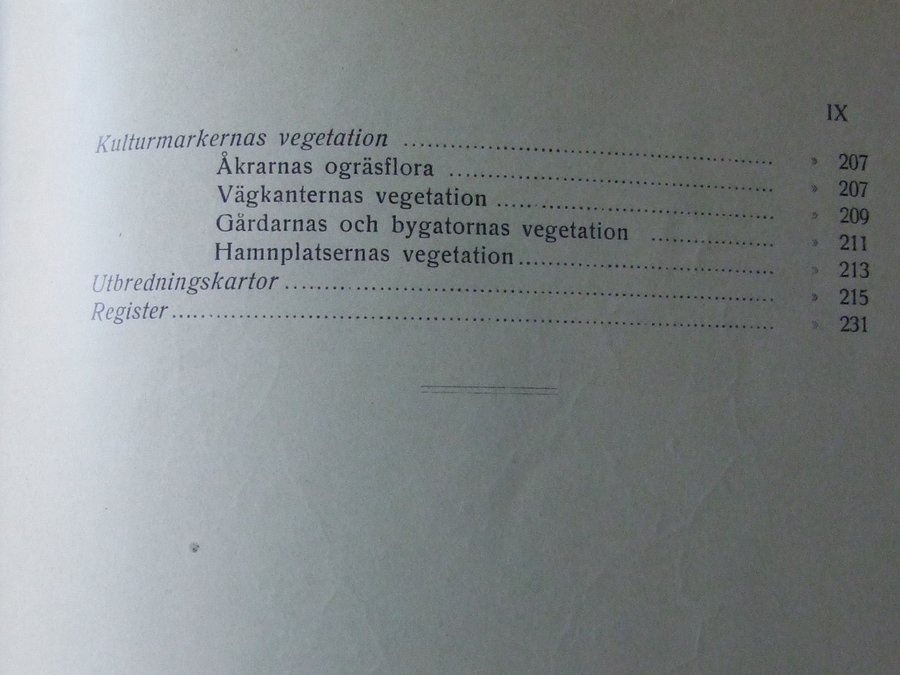 IX
Kulturmarkernas vegetation ........................................ » 207
Åkrarnas ogräsflora ........................................ » 207
Vägkanternas vegetation ........................................ » 209
Gårdarnas och bygatornas vegetation .................... » 211
Hamnplatsernas vegetation ........................................ » 213
Utbredningskartor ........................................ » 215
Register ........................................ » 231